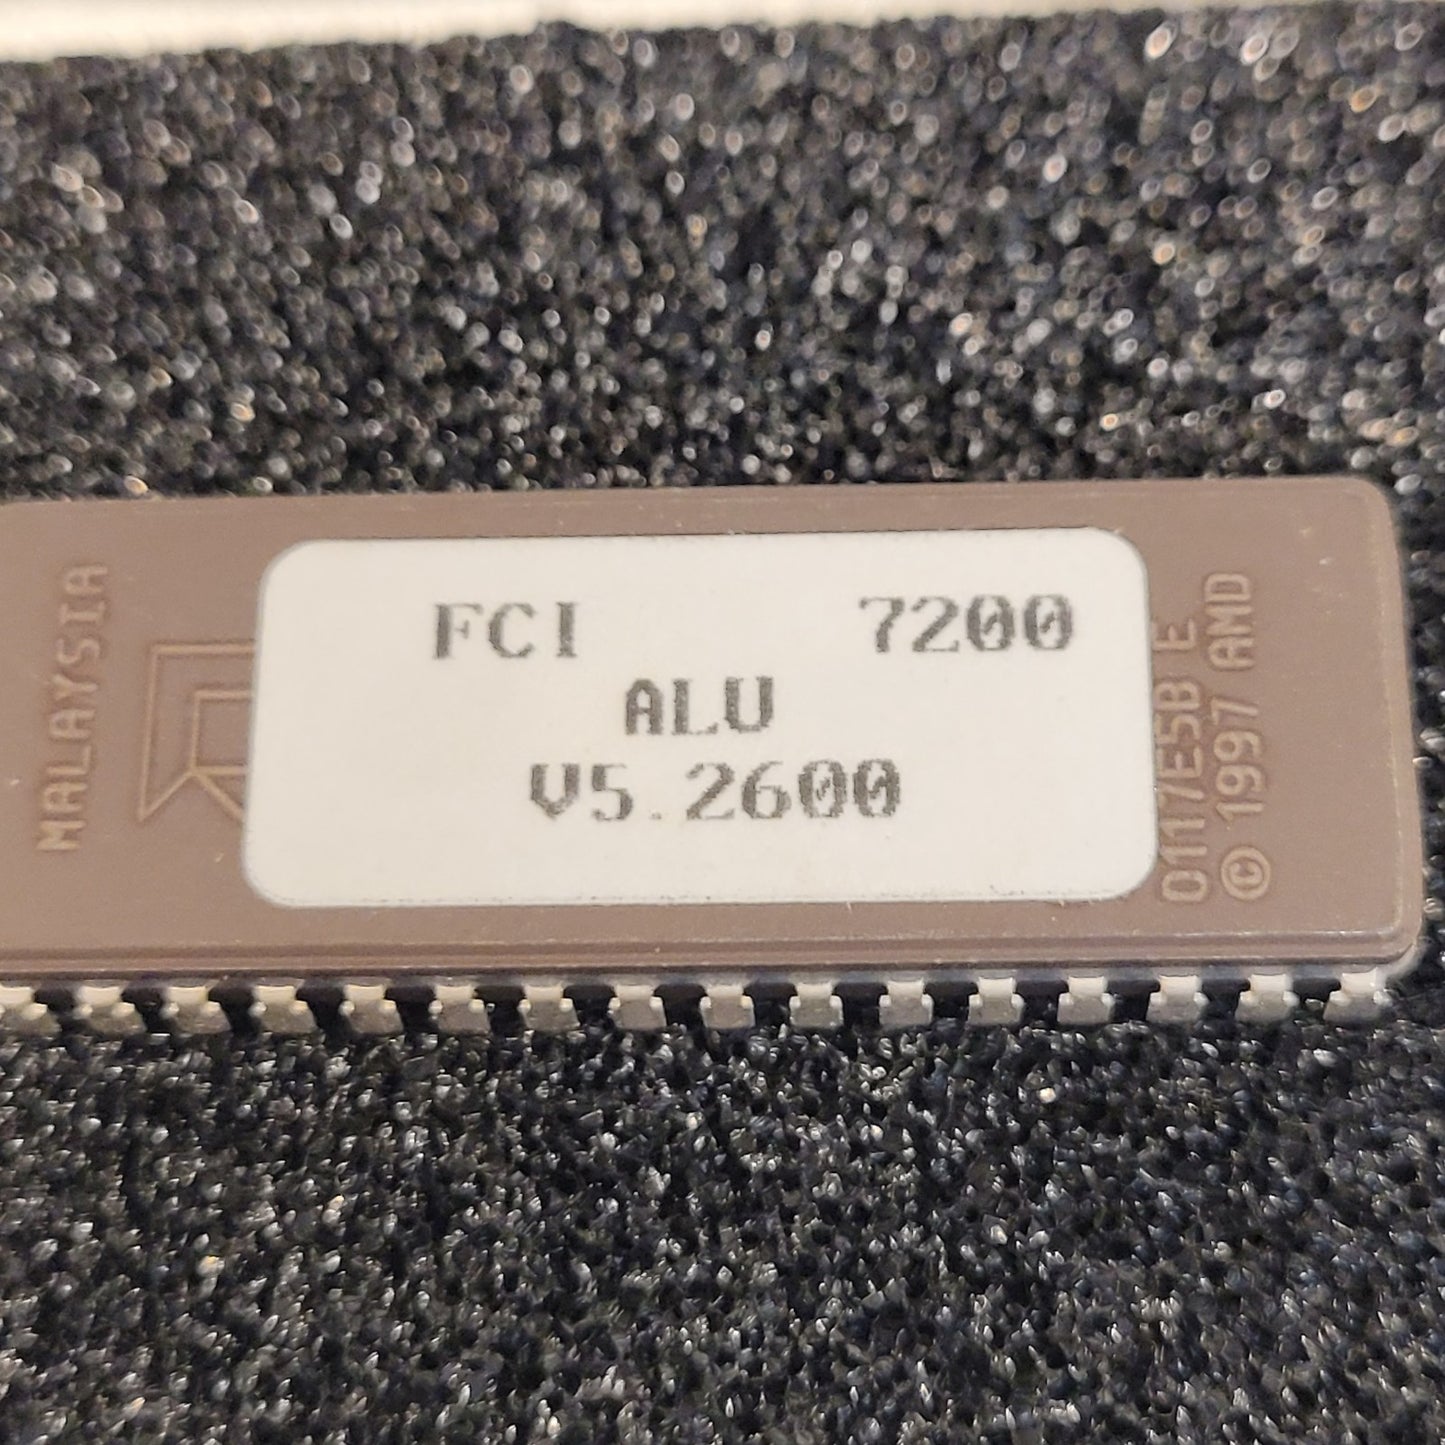 MALAYSIA
FCI 7200
ALU
V5.2600
0117E5B E
© 1997 AMD